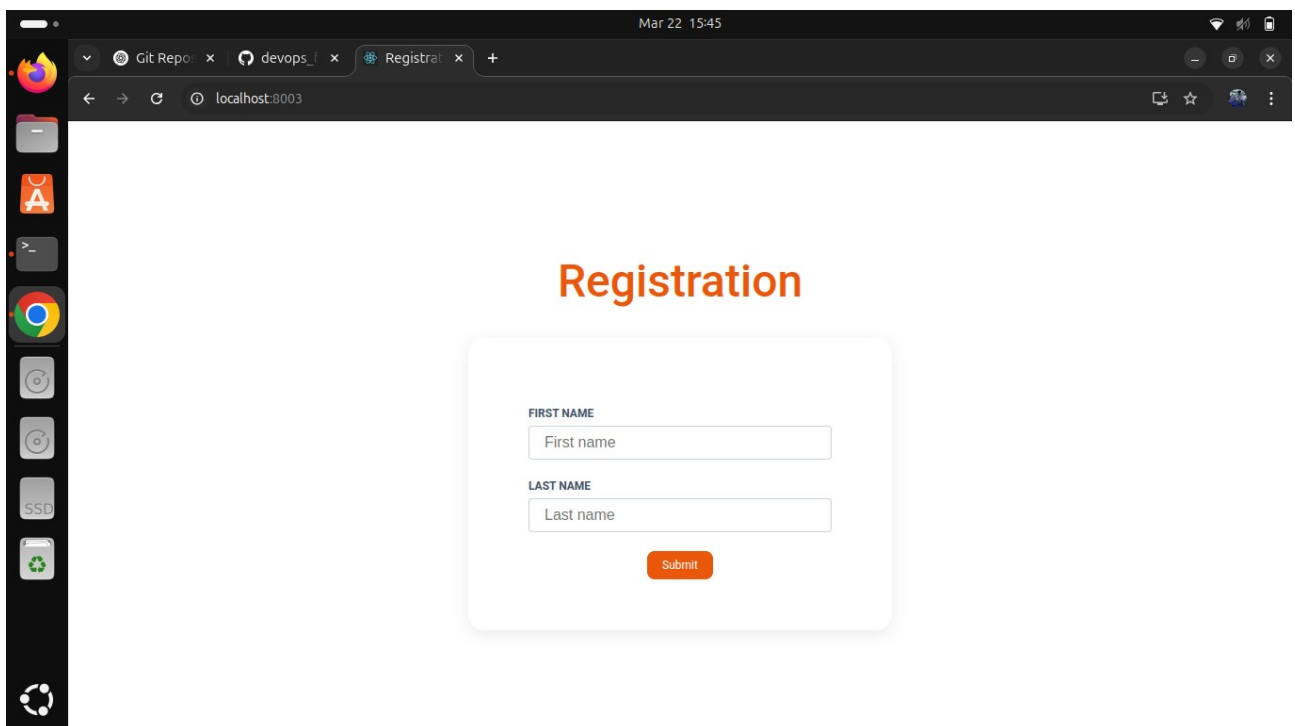 Mar 22 15:45
Git Repo
devops_
Registrat
localhost:8003
Registration
FIRST NAME
First name
LAST NAME
Last name
Submit
SSD